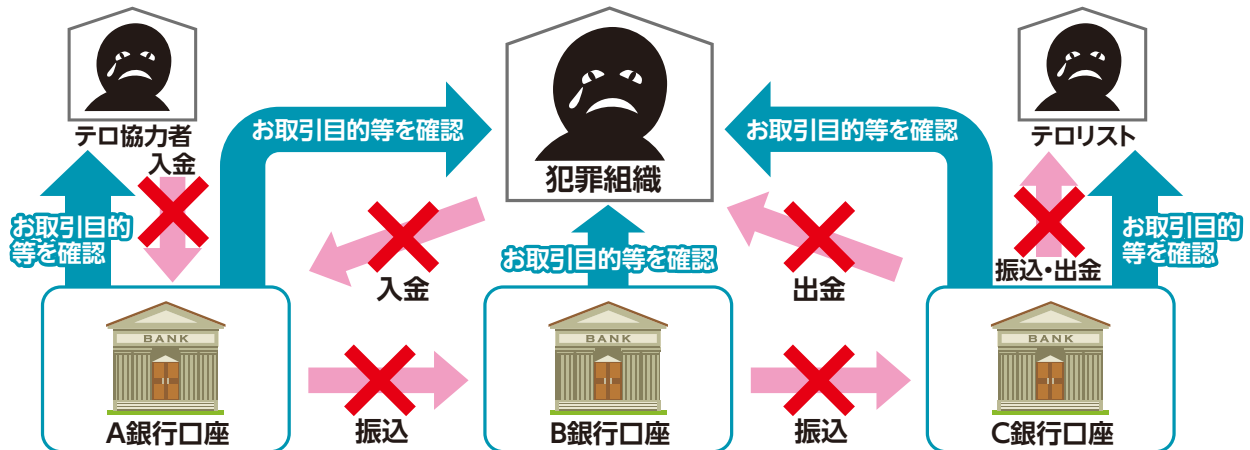 テロ協力者
入金
お取引目的
等を確認
お取引目的等を確認
犯罪組織
お取引目的等を確認
テロリスト
お取引目的
等を確認
振込・出金
入金
お取引目的等を確認
出金
BANK
A銀行口座
振込
BANK
B銀行口座
振込
BANK
C銀行口座